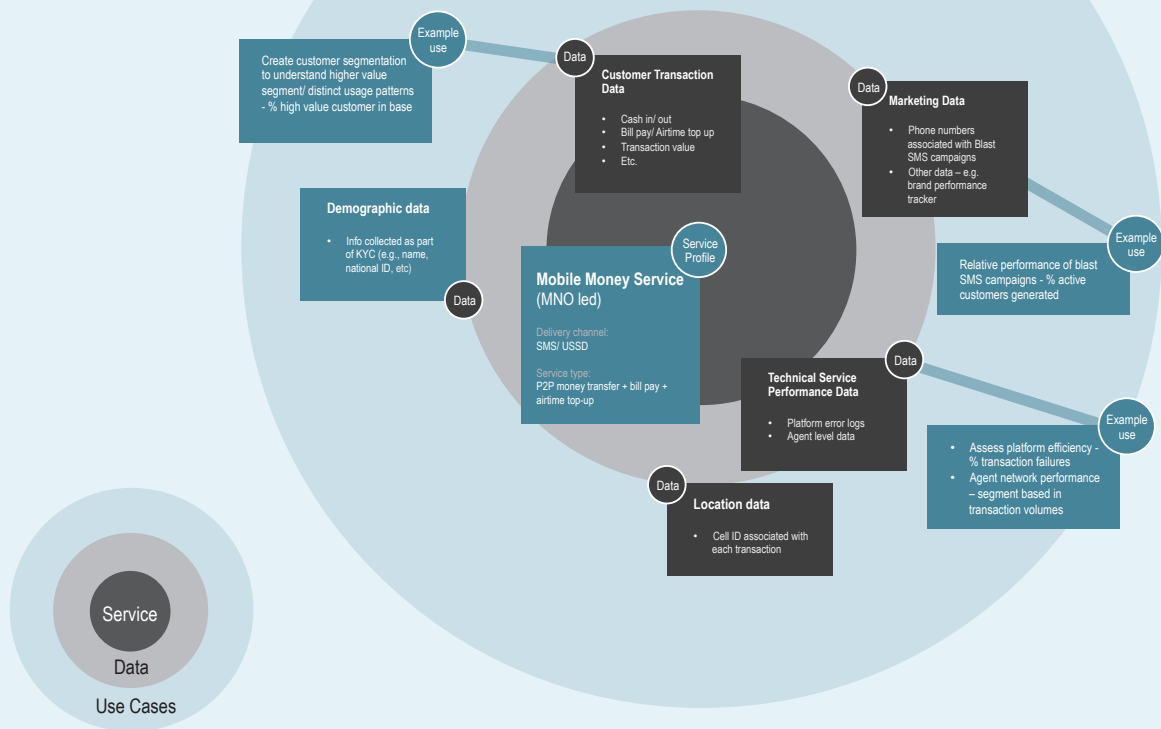 Example
use
Create customer segmentation
to understand higher value
segment/ distinct usage patterns
- % high value customer in base
Data
Customer Transaction
Data
• Cash in/ out
• Bill pay/ Airtime top up
• Transaction value
• Etc.
Data
Marketing Data
• Phone numbers
associated with Blast
SMS campaigns
• Other data – e.g.
brand performance
tracker
Example
use
Relative performance of blast
SMS campaigns - % active
customers generated
Demographic data
• Info collected as part
of KYC (e.g., name,
national ID, etc)
Data
Service
Profile
Mobile Money Service
(MNO led)
Delivery channel:
SMS/ USSD
Service type:
P2P money transfer + bill pay +
airtime top-up
Data
Technical Service
Performance Data
• Platform error logs
• Agent level data
Example
use
• Assess platform efficiency -
% transaction failures
• Agent network performance
– segment based in
transaction volumes
Data
Location data
• Cell ID associated with
each transaction
Service
Data
Use Cases